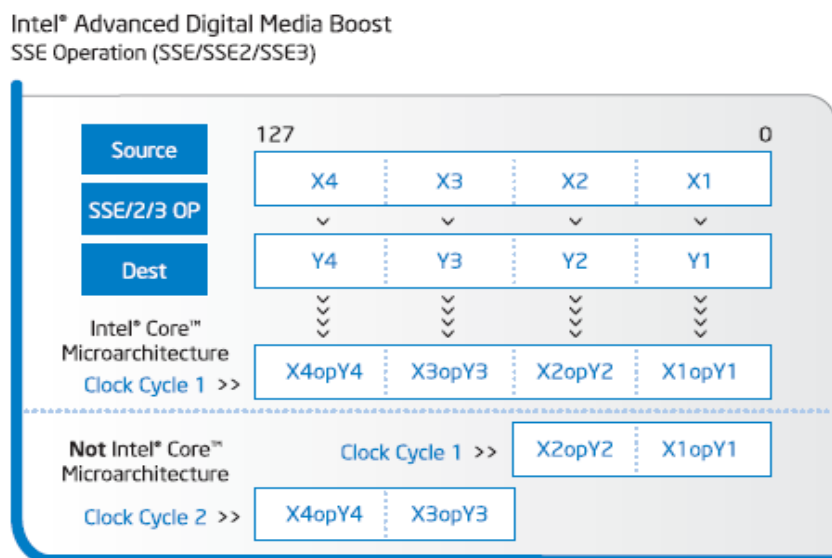 Intel® Advanced Digital Media Boost
SSE Operation (SSE/SSE2/SSE3)
127 0
Source
X4 X3 X2 X1
SSE/2/3 OP
Dest
Y4 Y3 Y2 Y1
Intel® Core™
Microarchitecture
Clock Cycle 1 >> X4opY4 X3opY3 X2opY2 X1opY1
Not Intel® Core™
Microarchitecture
Clock Cycle 1 >> X2opY2 X1opY1
Clock Cycle 2 >> X4opY4 X3opY3